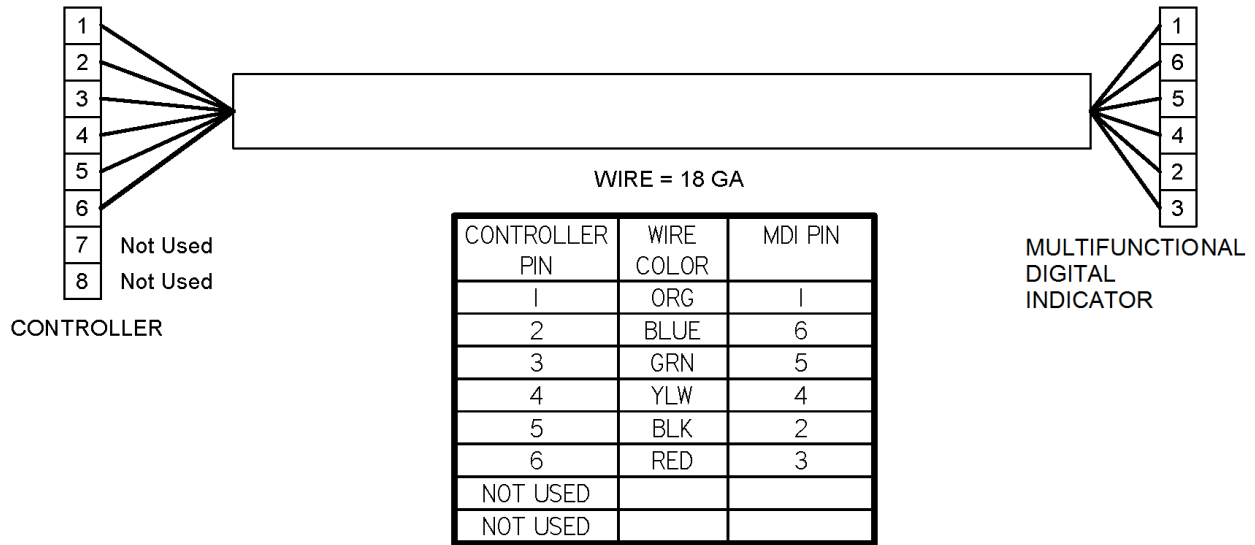 1
2
3
4
5
6
7 Not Used
8 Not Used
CONTROLLER
WIRE = 18 GA
CONTROLLER PIN WIRE COLOR MDI PIN
1 ORG 1
2 BLUE 6
3 GRN 5
4 YLW 4
5 BLK 2
6 RED 3
NOT USED
NOT USED
1
6
5
4
2
3
MULTIFUNCTIONAL
DIGITAL
INDICATOR